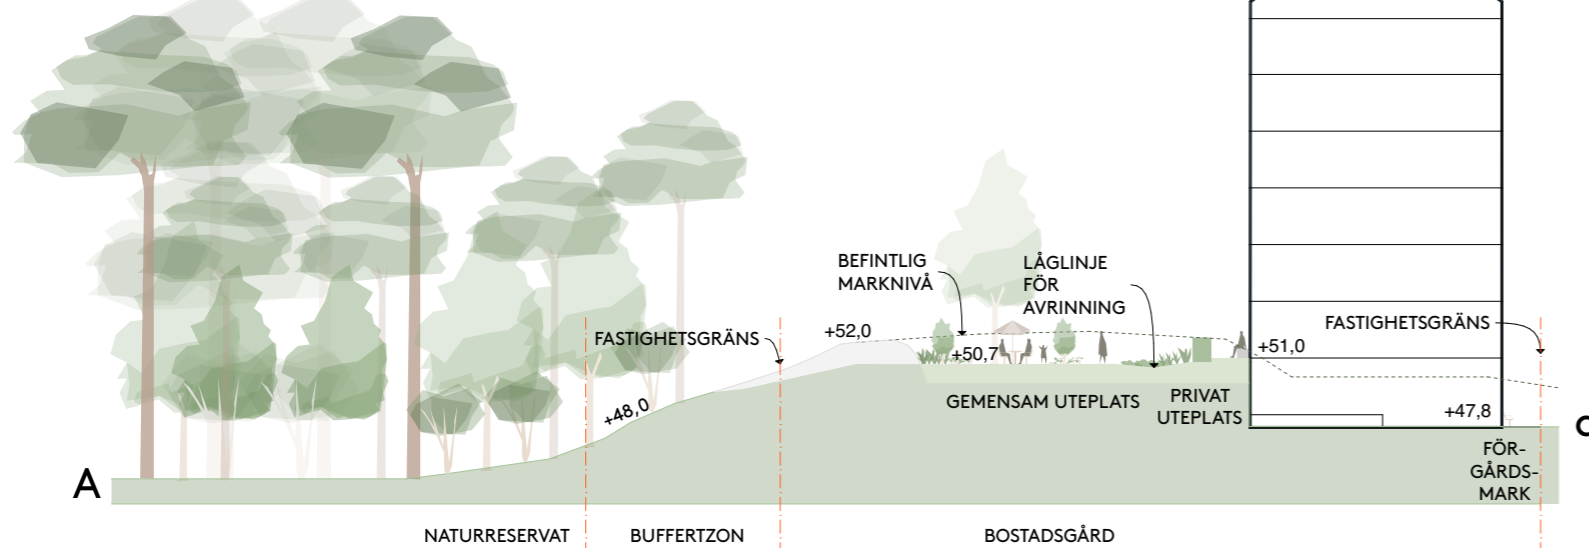 BEFINTLIG
MARKNIVÅ
LÅGLINJE
FÖR
AVRINNING
FASTIGHETSGRÄNS
+52,0
FASTIGHETSGRÄNS
+50,7
+51,0
+48,0
GEMENSAM UTEPLATS
PRIVAT
UTEPLATS
+47,8
FÖR-
GÅRDS-
MARK
A
NATURRESERVAT
BUFFERTZON
BOSTADSGÅRD